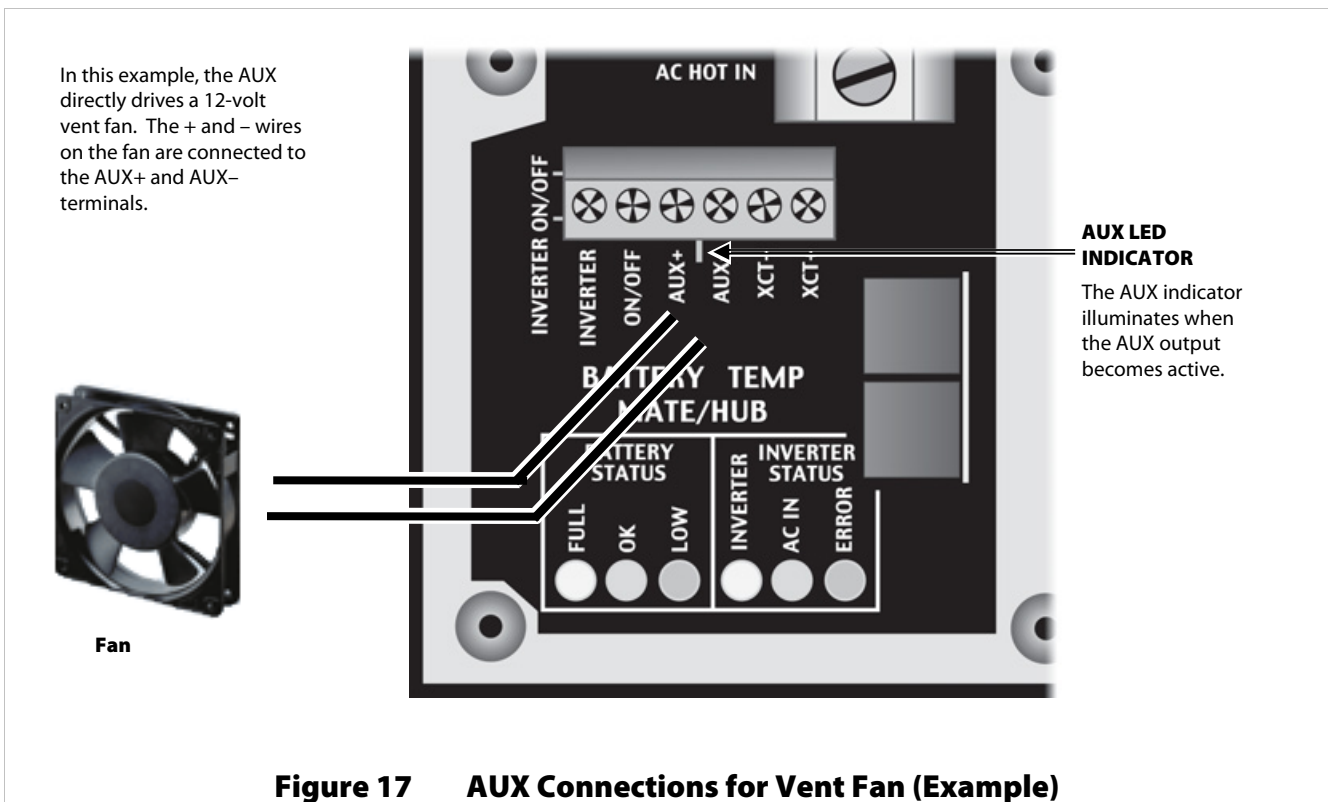 In this example, the AUX
directly drives a 12-volt
vent fan. The + and – wires
on the fan are connected to
the AUX+ and AUX–
terminals.
AC HOT IN
INVERTER ON/OFF
INVERTER
ON/OFF
AUX+
AUX-
XCT+
XCT-
AUX LED
INDICATOR
The AUX indicator
illuminates when
the AUX output
becomes active.
BATTERY TEMP
MATE/HUB
BATTERY
STATUS
FULL
OK
LOW
INVERTER
STATUS
INVERTER
AC IN
ERROR
Fan
Figure 17 AUX Connections for Vent Fan (Example)